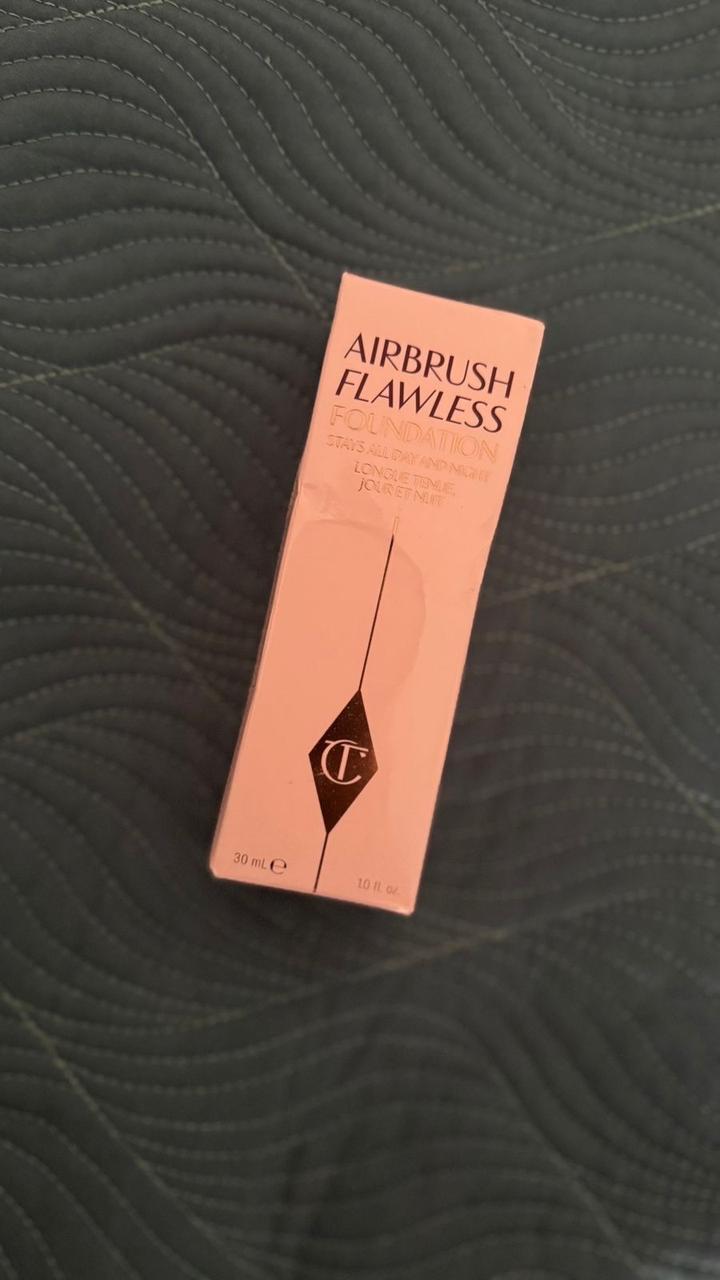 AIRBRUSH
FLAWLESS
FOUNDATION
STAYS ALL DAY AND NIGHT
LONGUE TENUE,
JOUR ET NUIT
CT
30 mL ℮
1.0 fl. oz.